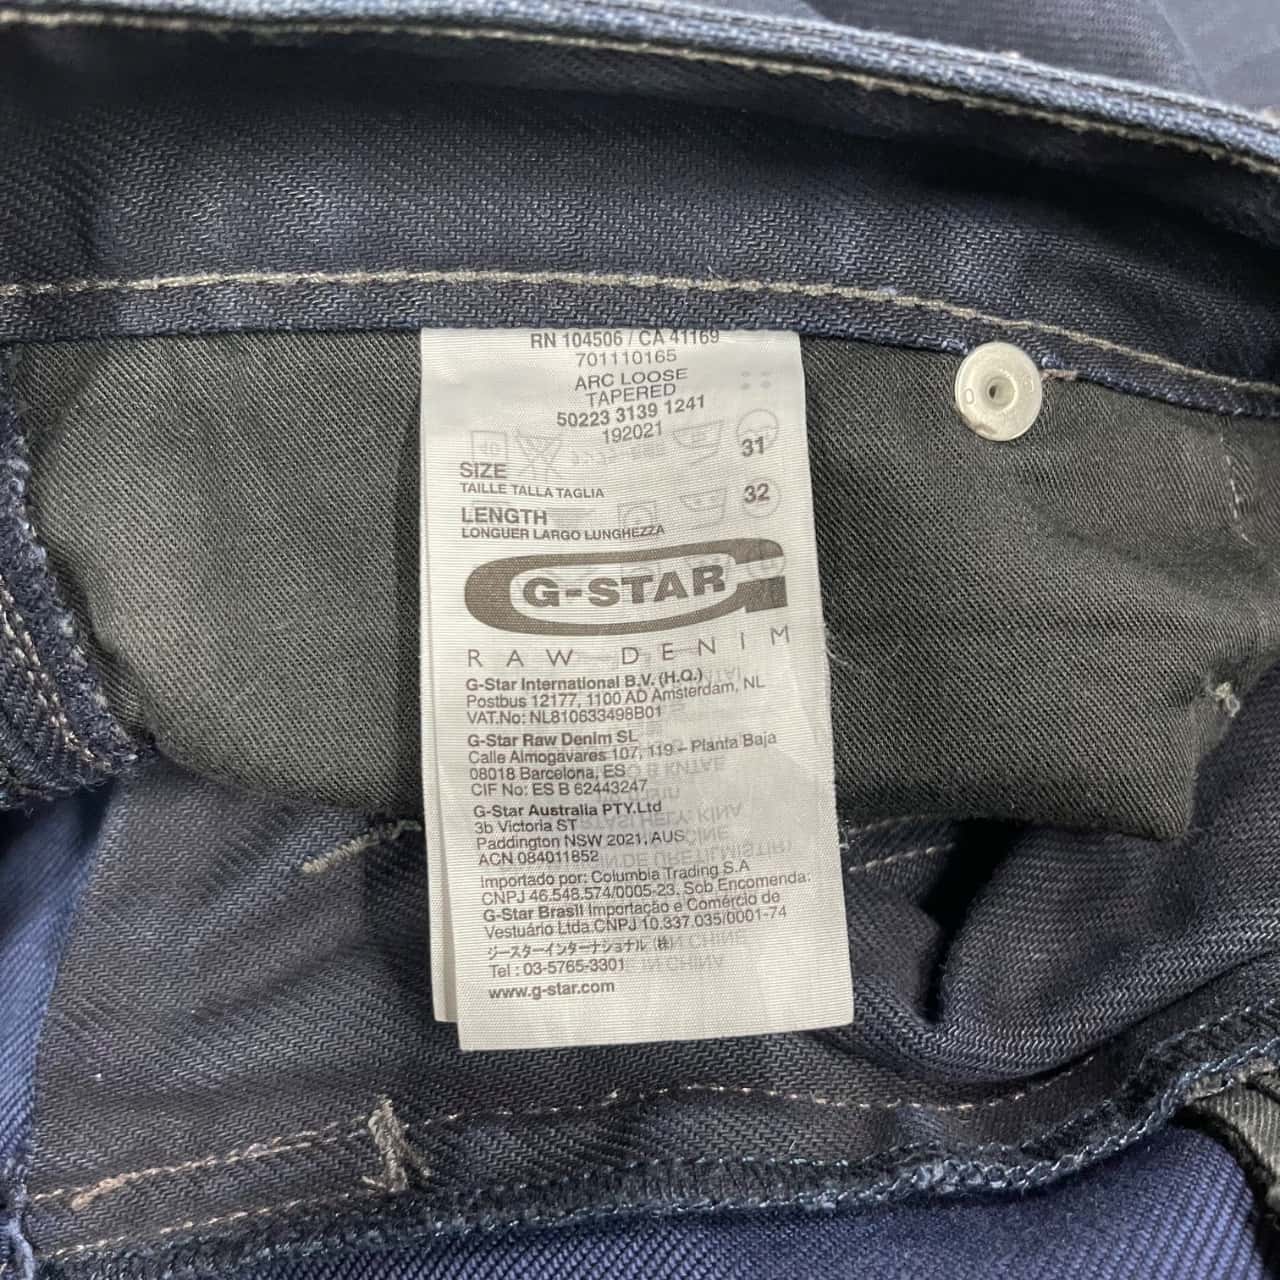 RN 104506 / CA 41169
701110165
ARC LOOSE
TAPERED
50223 3139 1241
192021
SIZE 31
TAILLE TALLA TAGLIA
LENGTH 32
LONGUER LARGO LUNGHEZZA
G-STAR
RAW DENIM
G-Star International B.V. (H.Q.)
Postbus 12177, 1100 AD Amsterdam, NL
VAT.No: NL810633498B01
G-Star Raw Denim SL
Calle Almogavares 107, 119 – Planta Baja
08018 Barcelona, ES
CIF No: ES B 62443247
G-Star Australia PTY.Ltd
3b Victoria ST
Paddington NSW 2021, AUS
ACN 084011852
Importado por: Columbia Trading S.A
CNPJ 46.548.574/0005-23, Sob Encomenda:
G-Star Brasil Importação e Comércio de
Vestuário Ltda.CNPJ 10.337.035/0001-74
ジースターインターナショナル (株)
Tel : 03-5765-3301
www.g-star.com